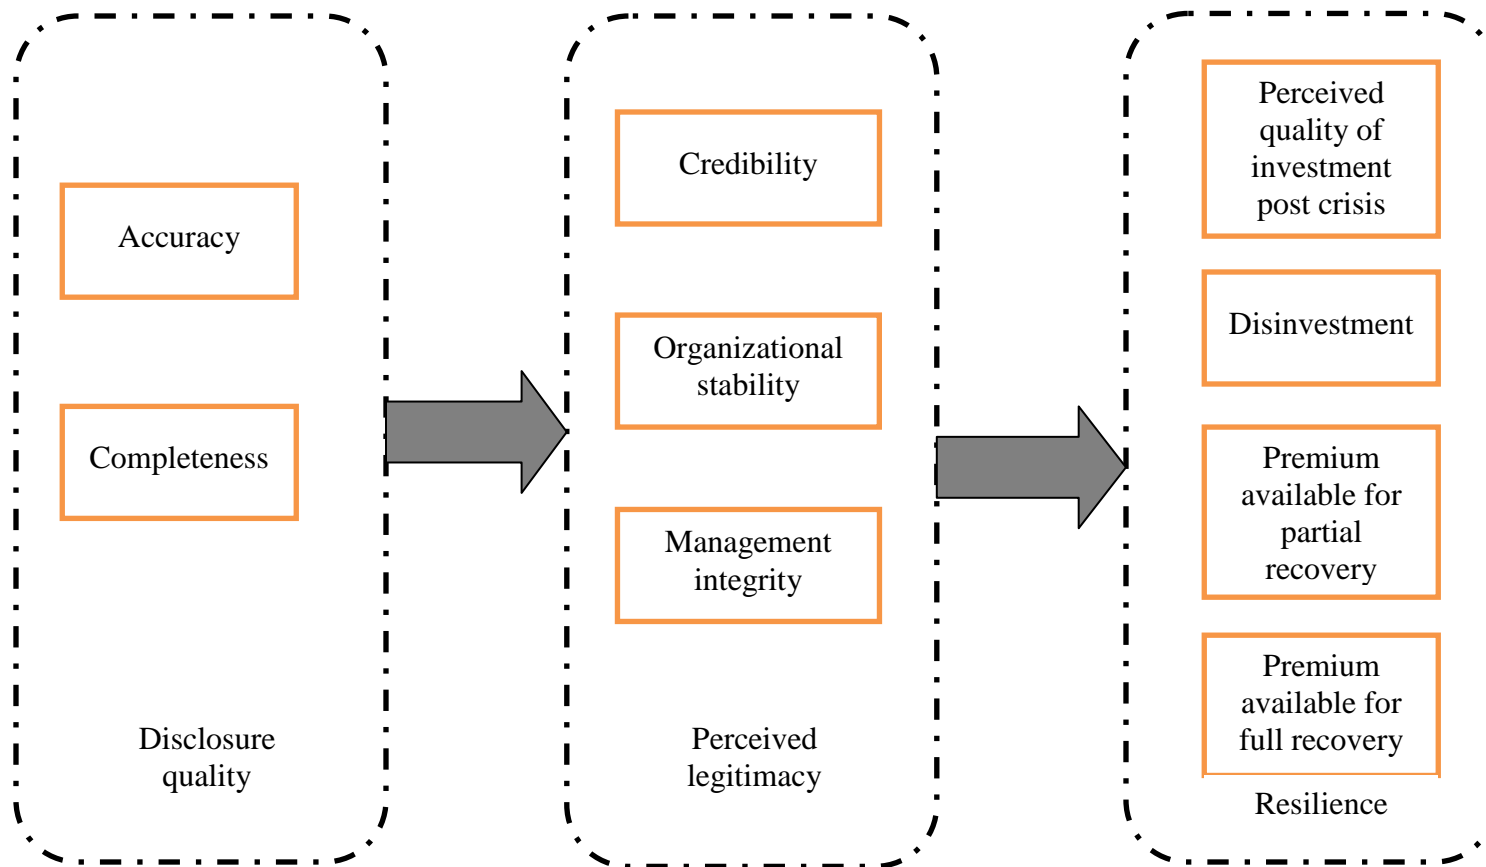 Accuracy
Completeness
Disclosure
quality
Credibility
Organizational
stability
Management
integrity
Perceived
legitimacy
Perceived
quality of
investment
post crisis
Disinvestment
Premium
available for
partial
recovery
Premium
available for
full recovery
Resilience